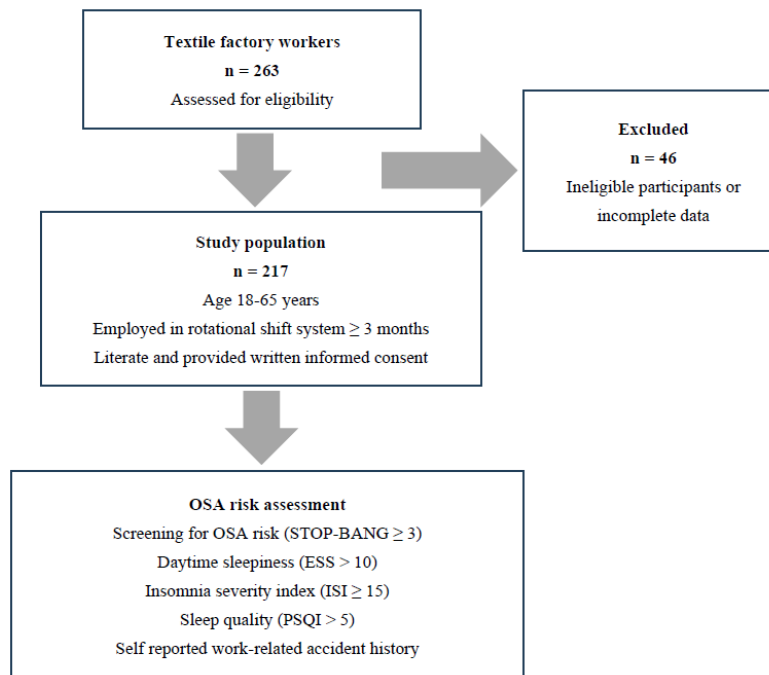 Textile factory workers
n = 263
Assessed for eligibility
Excluded
n = 46
Ineligible participants or
incomplete data
Study population
n = 217
Age 18-65 years
Employed in rotational shift system ≥ 3 months
Literate and provided written informed consent
OSA risk assessment
Screening for OSA risk (STOP-BANG ≥ 3)
Daytime sleepiness (ESS > 10)
Insomnia severity index (ISI ≥ 15)
Sleep quality (PSQI > 5)
Self reported work-related accident history